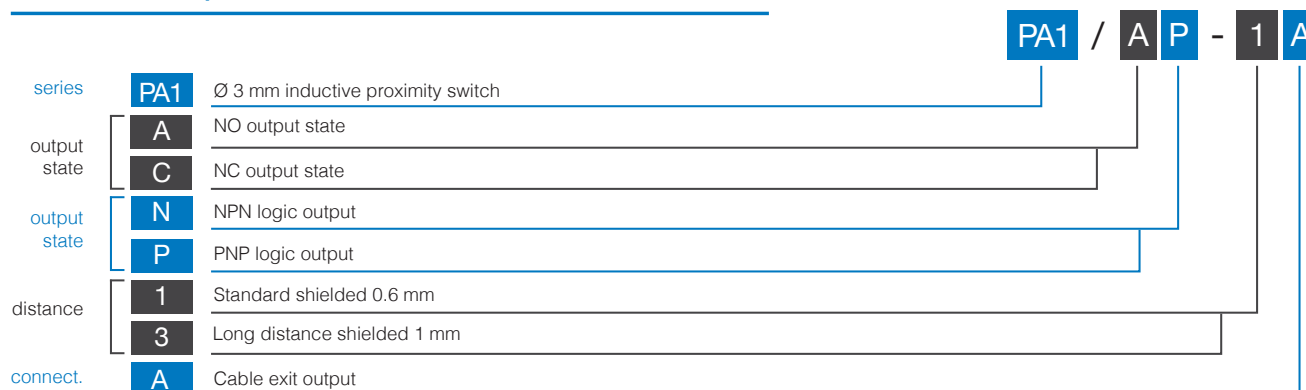 PA1 / A P - 1 A
series PA1 Ø 3 mm inductive proximity switch
output state
A NO output state
C NC output state
output state
N NPN logic output
P PNP logic output
distance
1 Standard shielded 0.6 mm
3 Long distance shielded 1 mm
connect. A Cable exit output